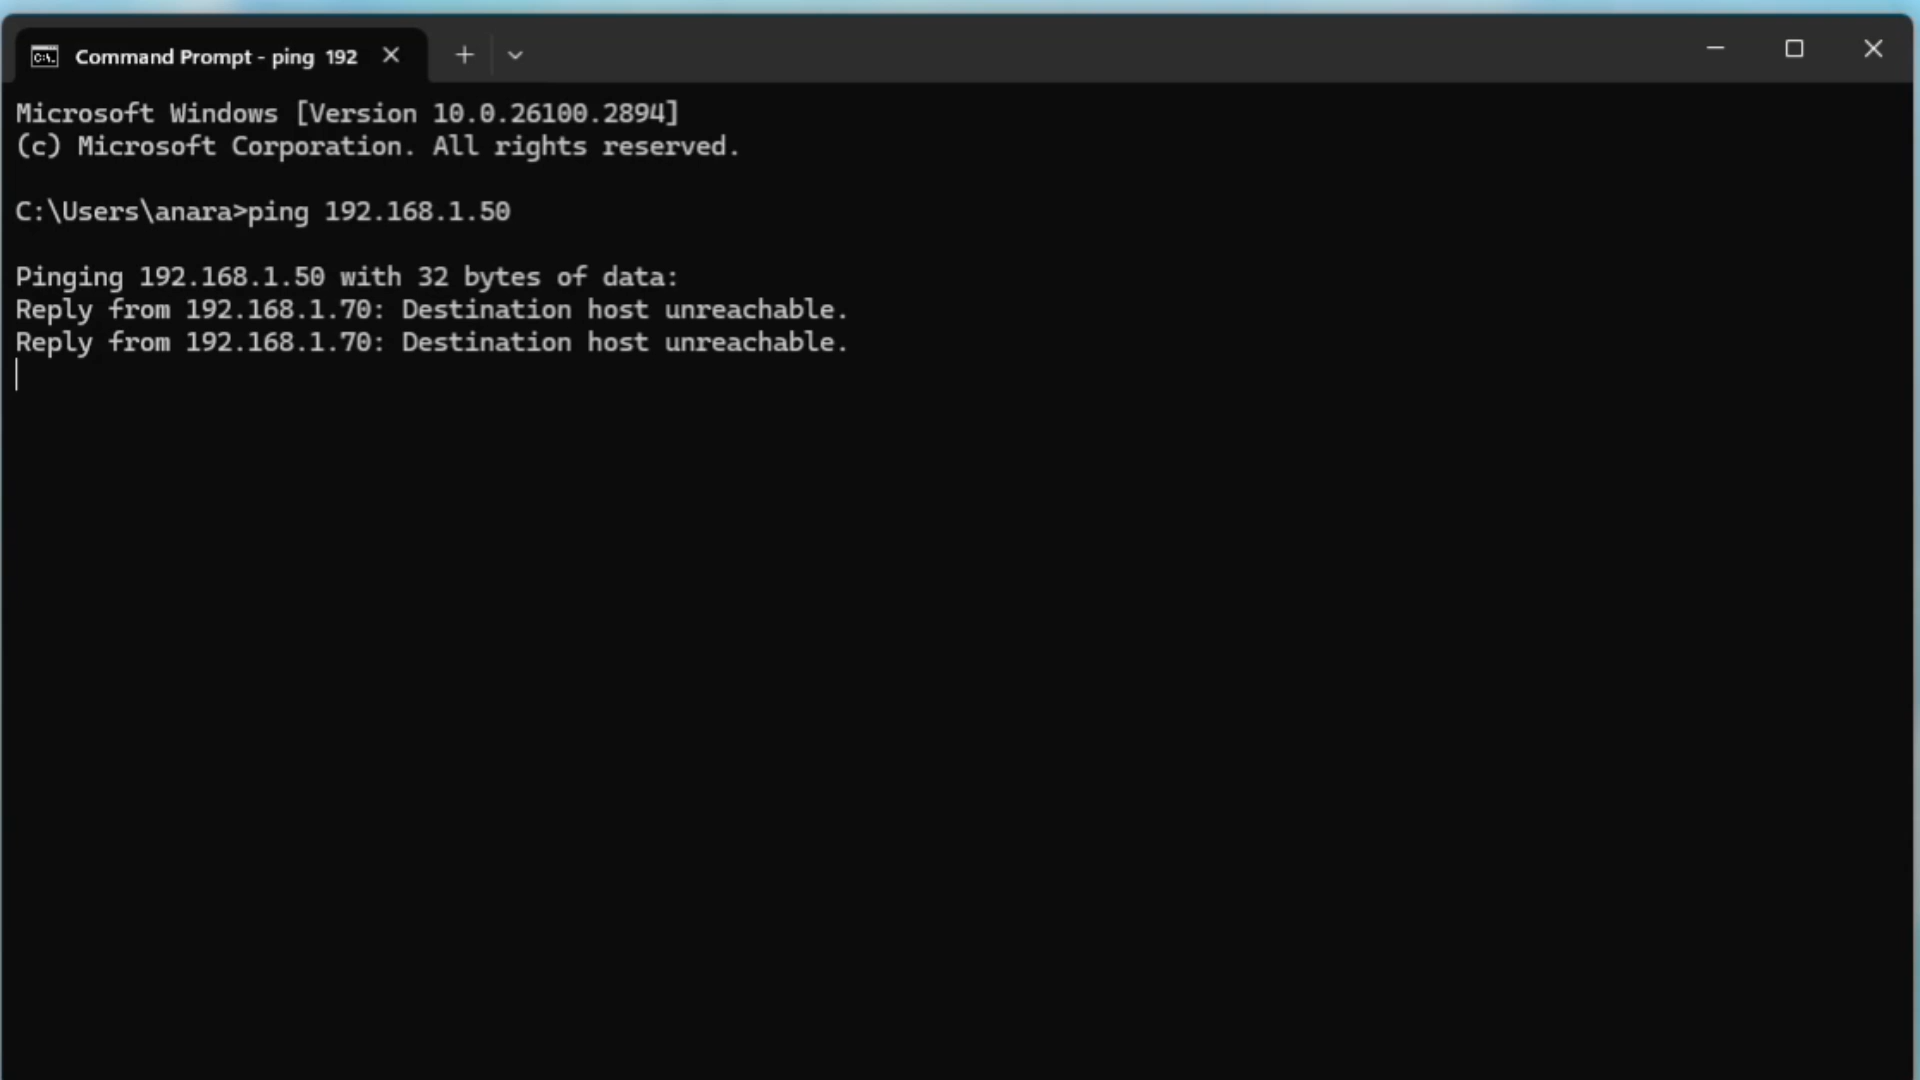 Command Prompt - ping 192
Microsoft Windows [Version 10.0.26100.2894]
(c) Microsoft Corporation. All rights reserved.
C:\Users\anara>ping 192.168.1.50
Pinging 192.168.1.50 with 32 bytes of data:
Reply from 192.168.1.70: Destination host unreachable.
Reply from 192.168.1.70: Destination host unreachable.